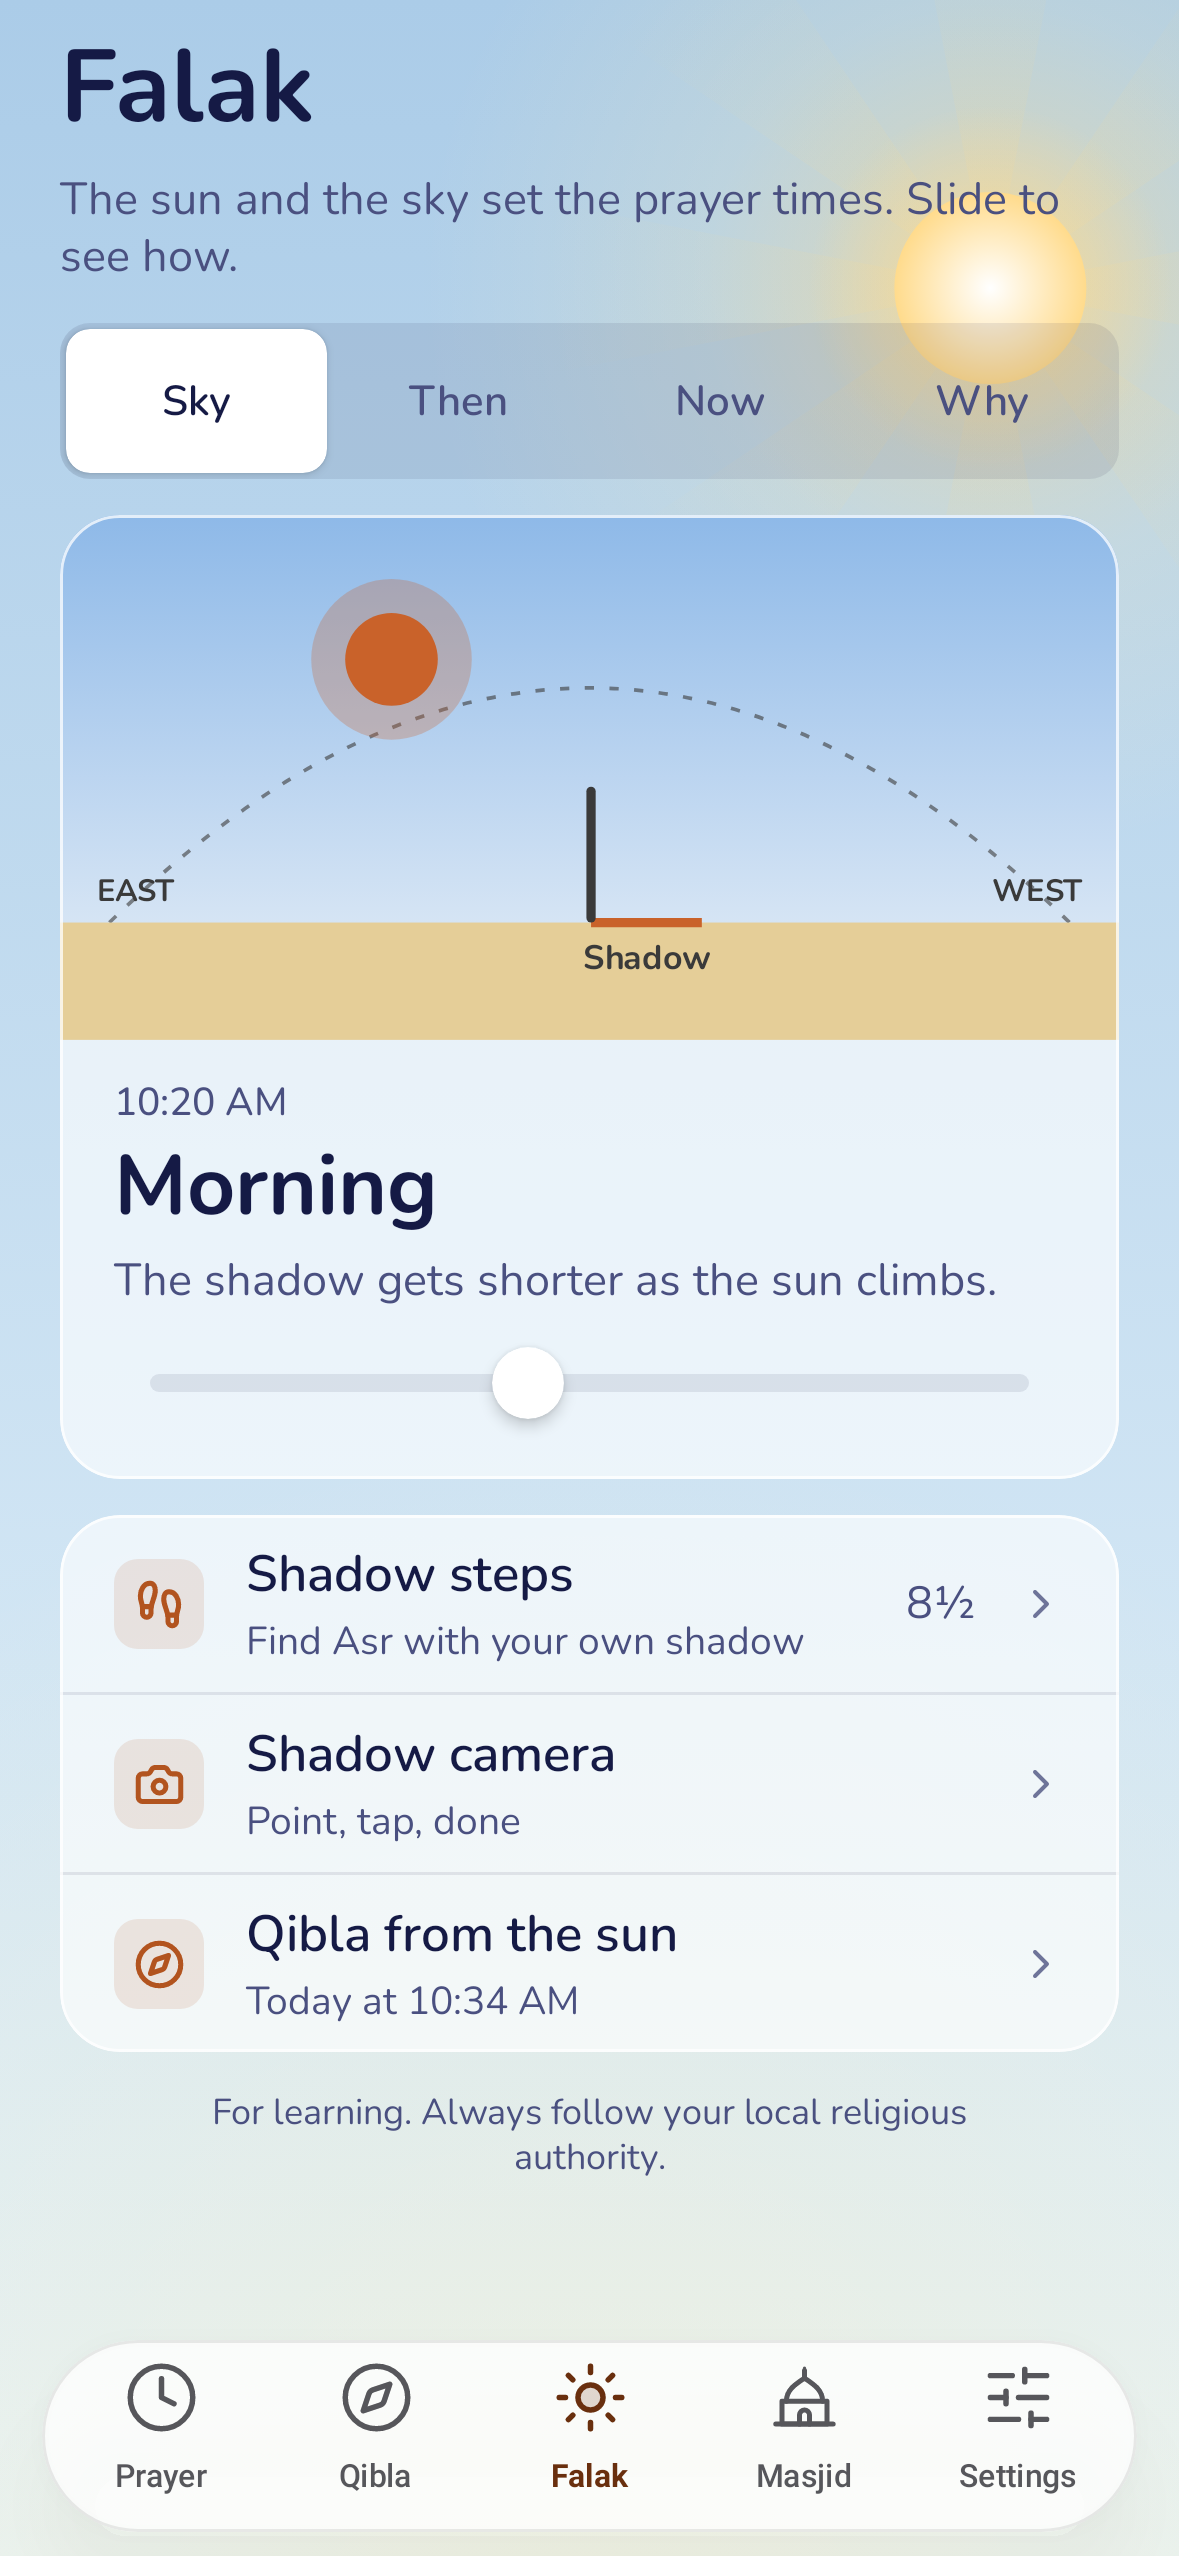 Falak
The sun and the sky set the prayer times. Slide to
see how.
Sky
Then
Now
Why
EAST
WEST
Shadow
10:20 AM
Morning
The shadow gets shorter as the sun climbs.
Shadow steps
Find Asr with your own shadow
8½
Shadow camera
Point, tap, done
Qibla from the sun
Today at 10:34 AM
For learning. Always follow your local religious
authority.
Prayer
Qibla
Falak
Masjid
Settings